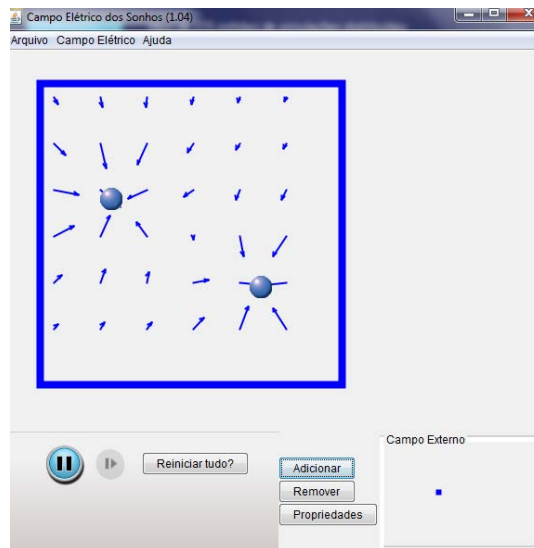 Campo Elétrico dos Sonhos (1.04)
Arquivo Campo Elétrico Ajuda
Campo Externo
Reiniciar tudo?
Adicionar
Remover
Propriedades